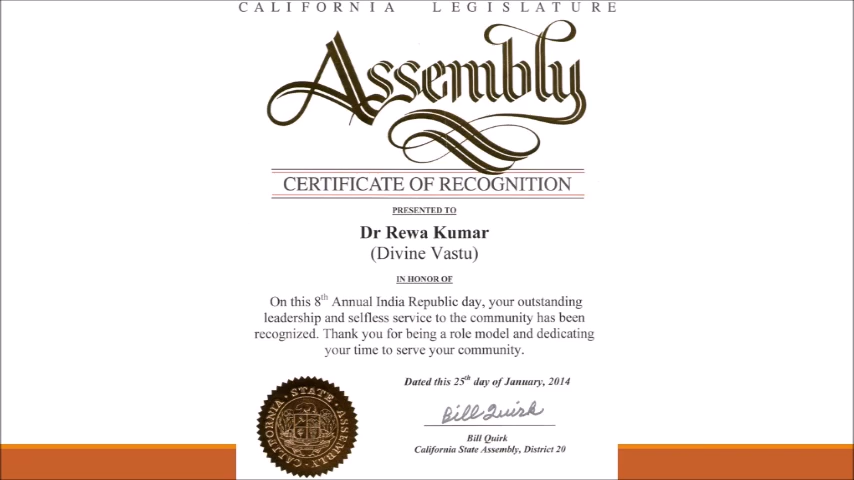 CALIFORNIA LEGISLATURE
Assembly
CERTIFICATE OF RECOGNITION
PRESENTED TO
Dr Rewa Kumar
(Divine Vastu)
IN HONOR OF
On this 8th Annual India Republic day, your outstanding
leadership and selfless service to the community has been
recognized. Thank you for being a role model and dedicating
your time to serve your community.
Dated this 25th day of January, 2014
Bill Quirk
Bill Quirk
California State Assembly, District 20
CALIFORNIA STATE ASSEMBLY